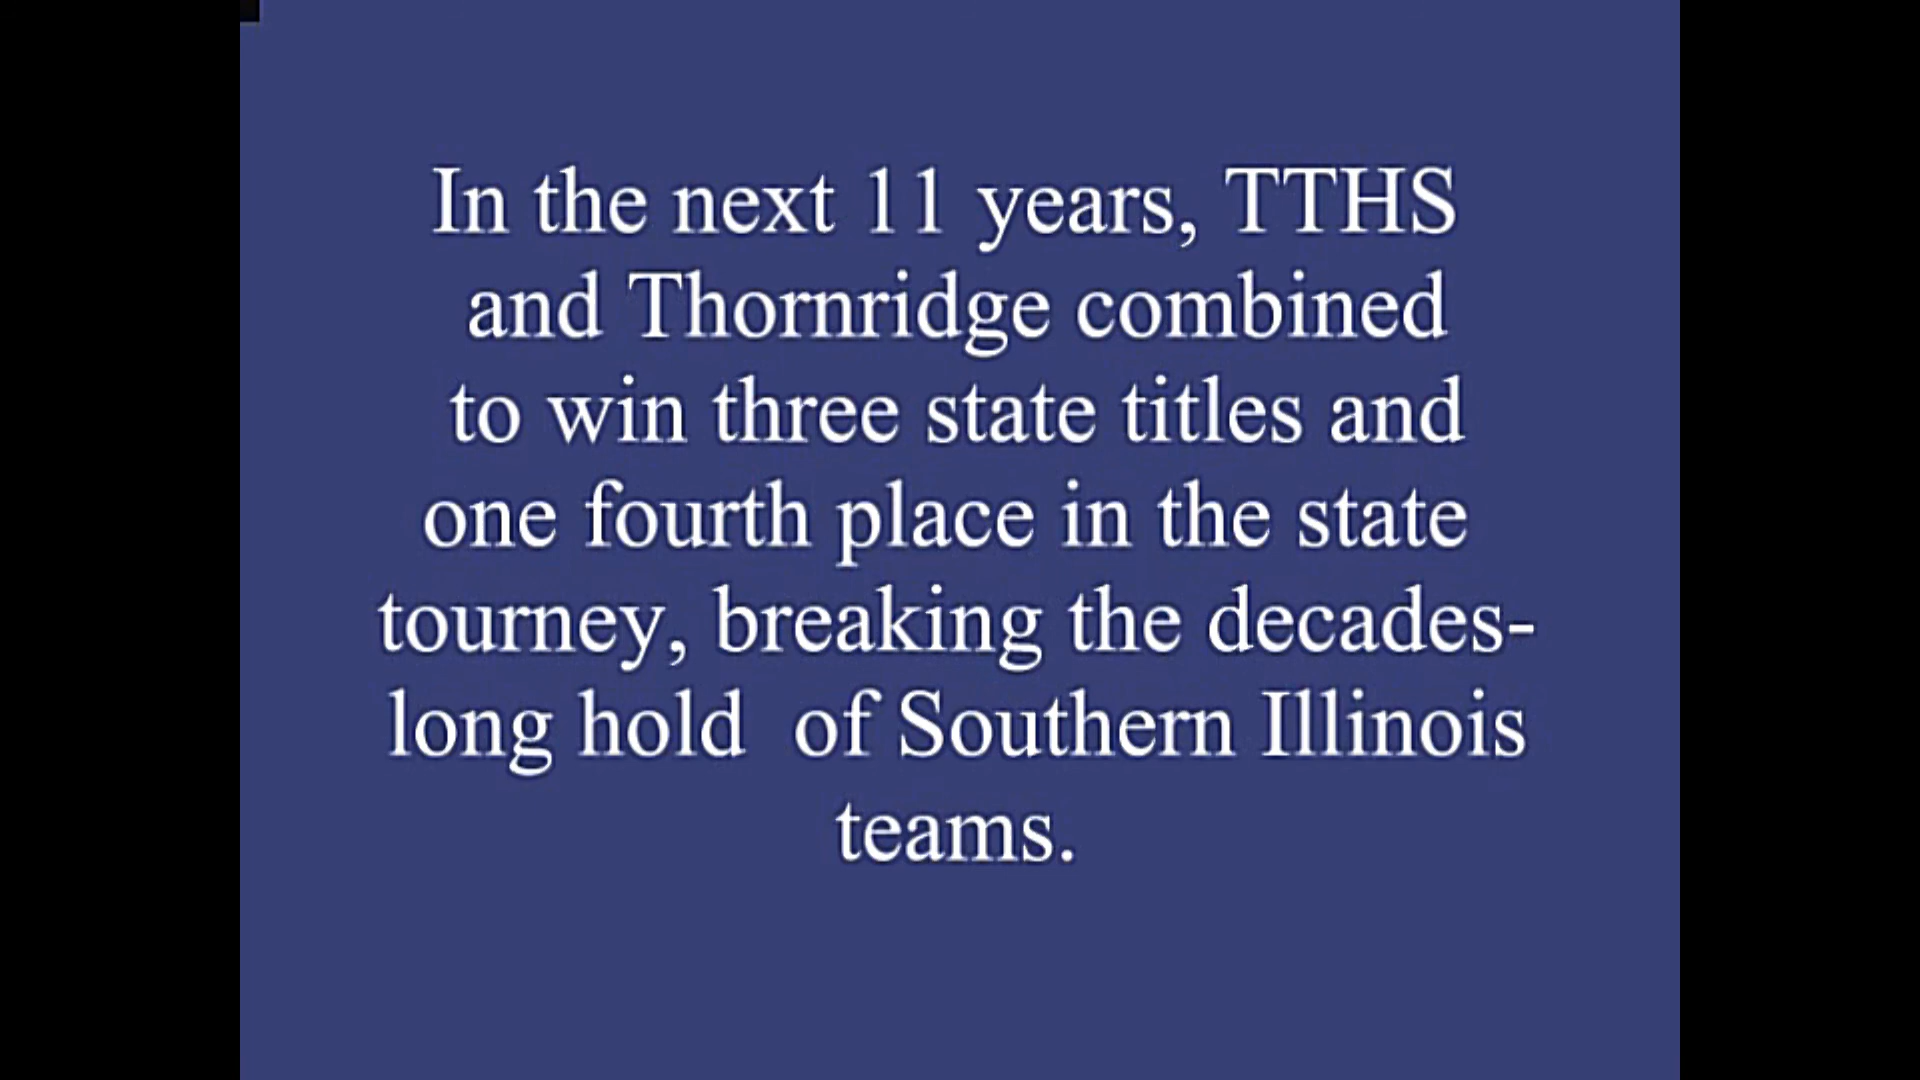 In the next 11 years, TTHS
and Thornridge combined
to win three state titles and
one fourth place in the state
tourney, breaking the decades-
long hold  of Southern Illinois
teams.